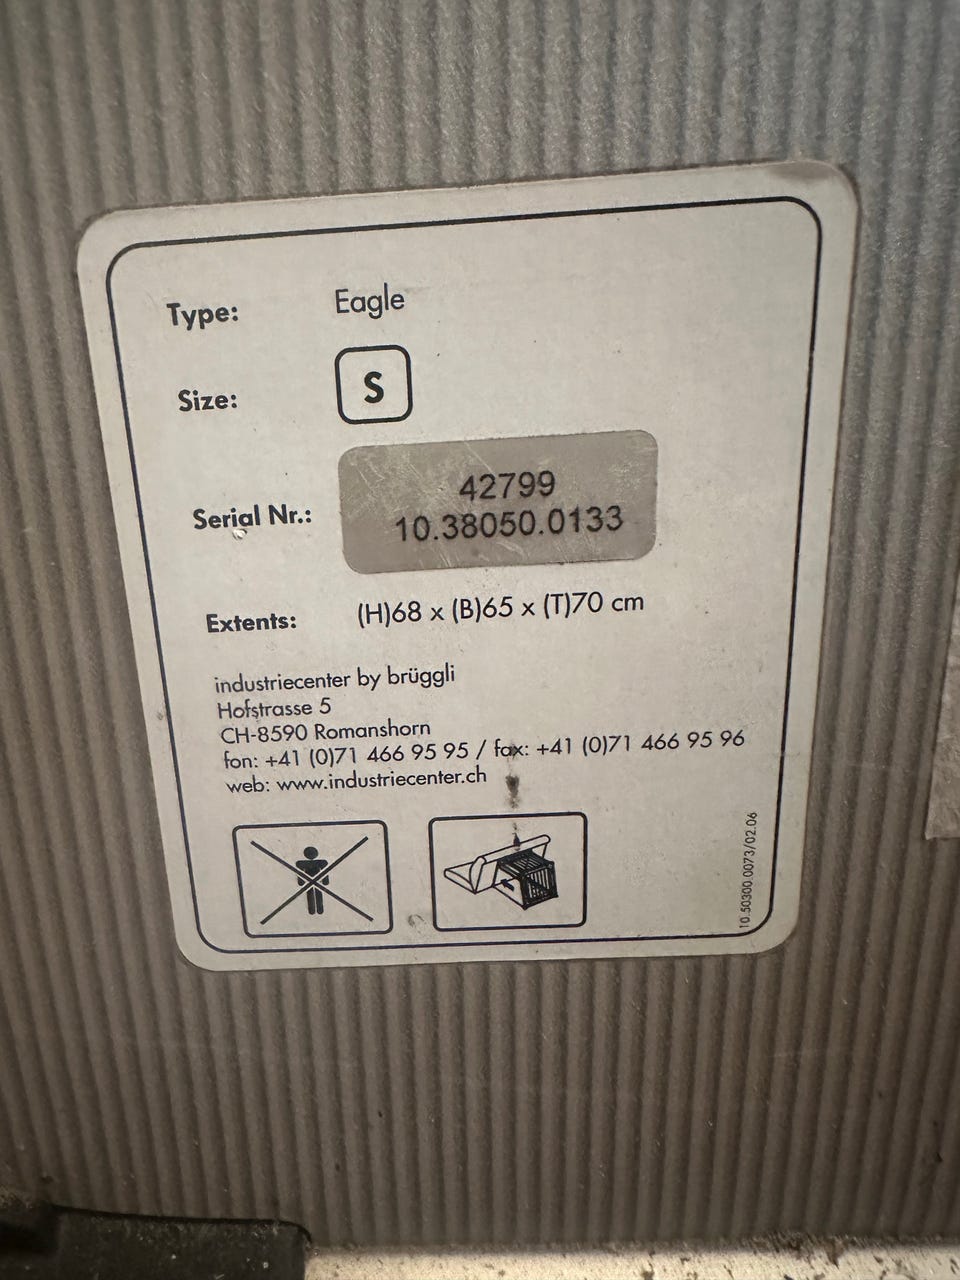 Type: Eagle
Size: S
Serial Nr.: 42799
10.38050.0133
Extents: (H)68 x (B)65 x (T)70 cm
industriecenter by brüggli
Hofstrasse 5
CH-8590 Romanshorn
fon: +41 (0)71 466 95 95 / fax: +41 (0)71 466 95 96
web: www.industriecenter.ch
10.50300.0073/02.06